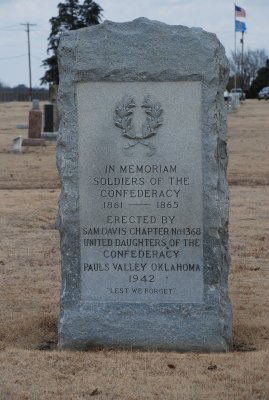 IN MEMORIAM
SOLDIERS OF THE
CONFEDERACY
1861 — 1865
ERECTED BY
SAM DAVIS CHAPTER No 1368
UNITED DAUGHTERS OF THE
CONFEDERACY
PAULS VALLEY OKLAHOMA
1942
"LEST WE FORGET"